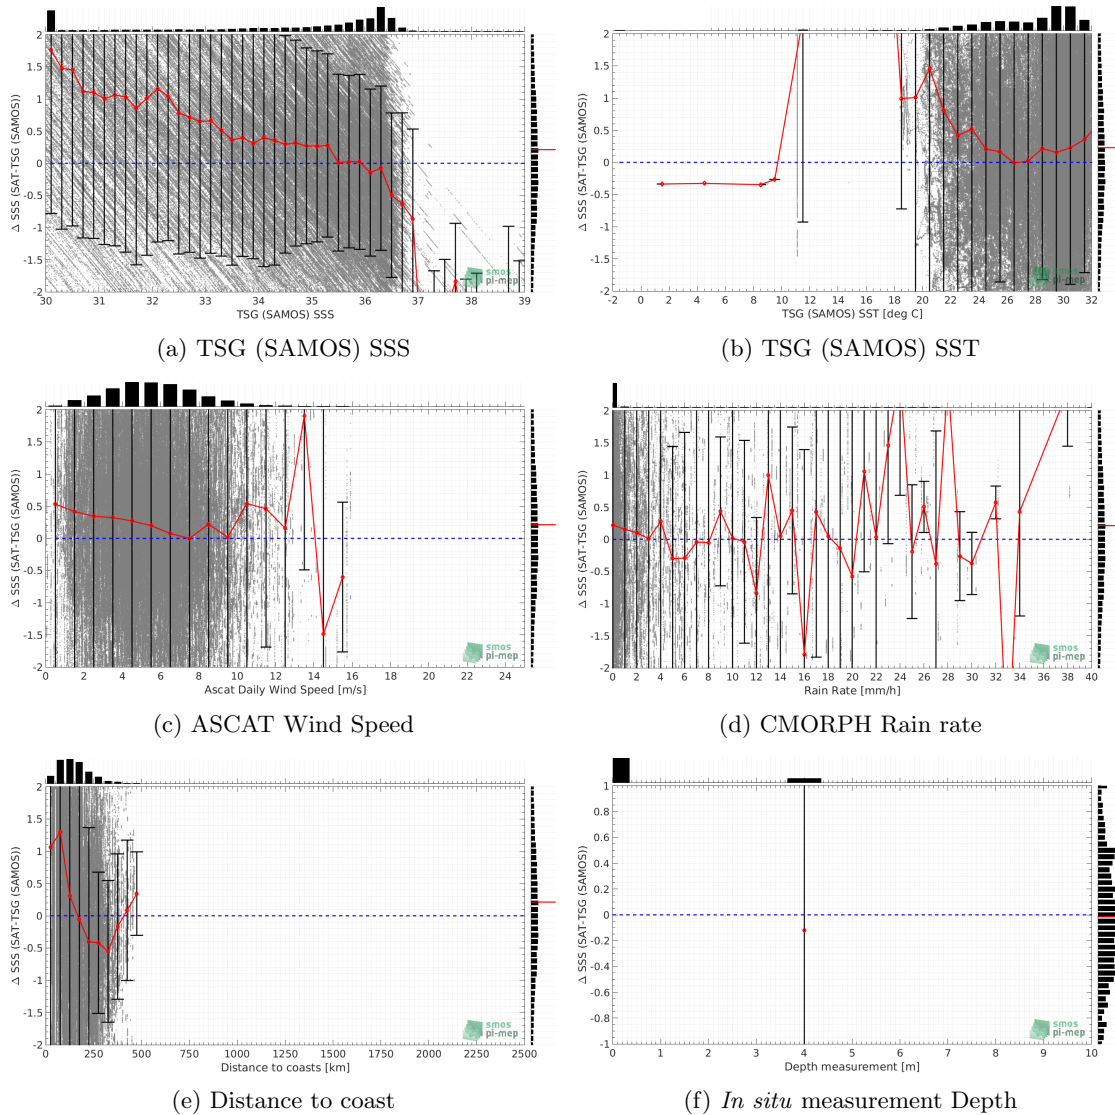 2
1.5
1
0.5
0
-0.5
-1
-1.5
-2
Δ SSS (SAT-TSG (SAMOS))
30 31 32 33 34 35 36 37 38 39
TSG (SAMOS) SSS
smos
pi-mep
(a) TSG (SAMOS) SSS
2
1.5
1
0.5
0
-0.5
-1
-1.5
-2
Δ SSS (SAT-TSG (SAMOS))
-2 0 2 4 6 8 10 12 14 16 18 20 22 24 26 28 30 32
TSG (SAMOS) SST [deg C]
smos
pi-mep
(b) TSG (SAMOS) SST
2
1.5
1
0.5
0
-0.5
-1
-1.5
-2
Δ SSS (SAT-TSG (SAMOS))
0 2 4 6 8 10 12 14 16 18 20 22 24
Ascat Daily Wind Speed [m/s]
smos
pi-mep
(c) ASCAT Wind Speed
2
1.5
1
0.5
0
-0.5
-1
-1.5
-2
Δ SSS (SAT-TSG (SAMOS))
0 2 4 6 8 10 12 14 16 18 20 22 24 26 28 30 32 34 36 38 40
Rain Rate [mm/h]
smos
pi-mep
(d) CMORPH Rain rate
2
1.5
1
0.5
0
-0.5
-1
-1.5
-2
Δ SSS (SAT-TSG (SAMOS))
0 250 500 750 1000 1250 1500 1750 2000 2250 2500
Distance to coasts [km]
smos
pi-mep
(e) Distance to coast
1
0.8
0.6
0.4
0.2
0
-0.2
-0.4
-0.6
-0.8
-1
Δ SSS (SAT-TSG (SAMOS))
0 1 2 3 4 5 6 7 8 9 10
Depth measurement [m]
smos
pi-mep
(f) In situ measurement Depth